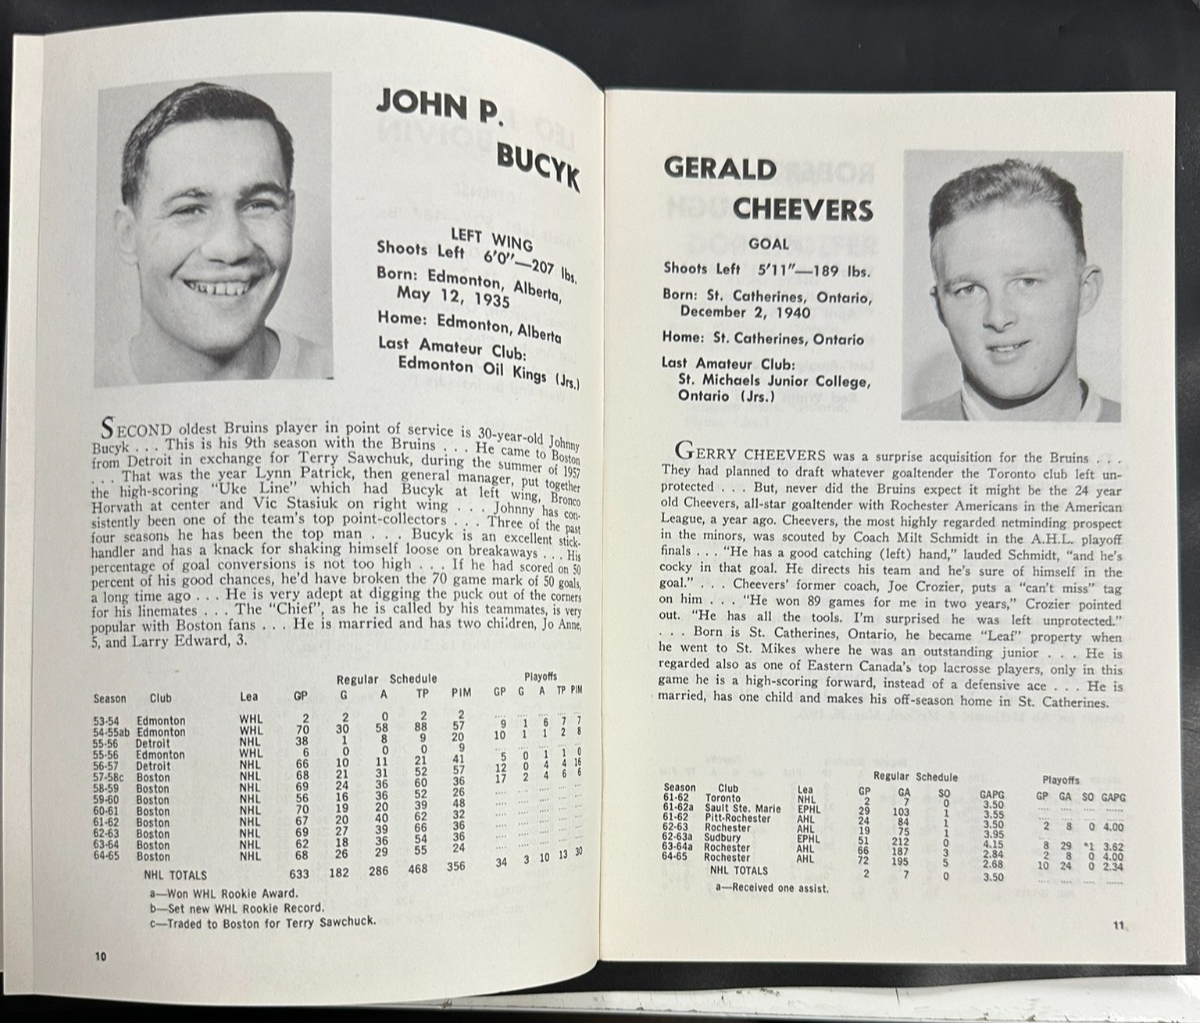 JOHN P.
BUCYK
LEFT WING
Shoots Left 6'0"—207 lbs.
Born: Edmonton, Alberta,
May 12, 1935
Home: Edmonton, Alberta
Last Amateur Club:
Edmonton Oil Kings (Jrs.)
SECOND oldest Bruins player in point of service is 30-year-old Johnny
Bucyk . . . This is his 9th season with the Bruins . . . He came to Boston
from Detroit in exchange for Terry Sawchuk, during the summer of 1957
. . . That was the year Lynn Patrick, then general manager, put together
the high-scoring "Uke Line" which had Bucyk at left wing, Bronco
Horvath at center and Vic Stasiuk on right wing . . . Johnny has con-
sistently been one of the team's top point-collectors . . . Three of the past
four seasons he has been the top man . . . Bucyk is an excellent stick-
handler and has a knack for shaking himself loose on breakaways . . . His
percentage of goal conversions is not too high . . . If he had scored on 50
percent of his good chances, he'd have broken the 70 game mark of 50 goals,
a long time ago . . . He is very adept at digging the puck out of the corners
for his linemates . . . The "Chief", as he is called by his teammates, is very
popular with Boston fans . . . He is married and has two children, Jo Anne,
5, and Larry Edward, 3.
Regular Schedule Playoffs
Season Club Lea GP G A TP PIM GP G A TP PIM
53-54 Edmonton WHL 2 2 0 2 2 .... .... .... .... ....
54-55ab Edmonton WHL 70 30 58 88 57 9 1 6 7 7
55-56 Detroit NHL 38 1 8 9 20 10 1 1 2 8
55-56 Edmonton WHL 6 0 0 0 9 .... .... .... .... ....
56-57 Detroit NHL 66 10 11 21 41 5 0 1 1 0
57-58c Boston NHL 68 21 31 52 57 12 0 4 4 16
58-59 Boston NHL 69 24 36 60 36 17 2 4 6 6
59-60 Boston NHL 56 16 36 52 26 .... .... .... .... ....
60-61 Boston NHL 70 19 20 39 48 .... .... .... .... ....
61-62 Boston NHL 67 20 40 62 32 .... .... .... .... ....
62-63 Boston NHL 69 27 39 66 36 .... .... .... .... ....
63-64 Boston NHL 62 18 36 54 36 .... .... .... .... ....
64-65 Boston NHL 68 26 29 55 24 .... .... .... .... ....
NHL TOTALS 633 182 286 468 356 34 3 10 13 30
a—Won WHL Rookie Award.
b—Set new WHL Rookie Record.
c—Traded to Boston for Terry Sawchuck.
10
GERALD
CHEEVERS
GOAL
Shoots Left 5'11"—189 lbs.
Born: St. Catherines, Ontario,
December 2, 1940
Home: St. Catherines, Ontario
Last Amateur Club:
St. Michaels Junior College,
Ontario (Jrs.)
GERRY CHEEVERS was a surprise acquisition for the Bruins . . .
They had planned to draft whatever goaltender the Toronto club left un-
protected . . . But, never did the Bruins expect it might be the 24 year
old Cheevers, all-star goaltender with Rochester Americans in the American
League, a year ago. Cheevers, the most highly regarded netminding prospect
in the minors, was scouted by Coach Milt Schmidt in the A.H.L. playoff
finals . . . "He has a good catching (left) hand," lauded Schmidt, "and he's
cocky in that goal. He directs his team and he's sure of himself in the
goal." . . . Cheevers' former coach, Joe Crozier, puts a "can't miss" tag
on him . . . "He won 89 games for me in two years," Crozier pointed
out. "He has all the tools. I'm surprised he was left unprotected."
. . . Born is St. Catherines, Ontario, he became "Leaf" property when
he went to St. Mikes where he was an outstanding junior . . . He is
regarded also as one of Eastern Canada's top lacrosse players, only in this
game he is a high-scoring forward, instead of a defensive ace . . . He is
married, has one child and makes his off-season home in St. Catherines.
Regular Schedule Playoffs
Season Club Lea GP GA SO GAPG GP GA SO GAPG
61-62 Toronto NHL 2 7 0 3.50 .... .... .... ....
61-62a Sault Ste. Marie EPHL 29 103 1 3.55 .... .... .... ....
61-62 Pitt-Rochester AHL 24 84 1 3.50 2 8 0 4.00
62-63 Rochester AHL 19 75 1 3.95 .... .... .... ....
62-63a Sudbury EPHL 51 212 0 4.15 8 29 *1 3.62
63-64a Rochester AHL 66 187 3 2.84 2 8 0 4.00
64-65 Rochester AHL 72 195 5 2.68 10 24 0 2.34
NHL TOTALS 2 7 0 3.50 .... .... .... ....
a—Received one assist.
11